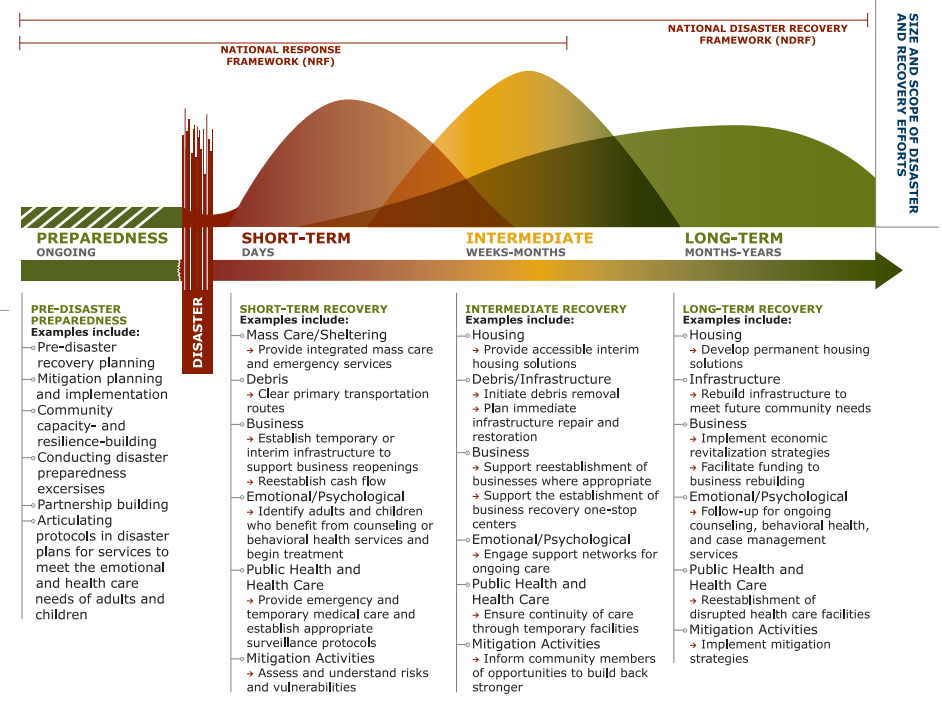 NATIONAL DISASTER RECOVERY
FRAMEWORK (NDRF)
NATIONAL RESPONSE
FRAMEWORK (NRF)
SIZE AND SCOPE OF DISASTER
AND RECOVERY EFFORTS
PREPAREDNESS
ONGOING
SHORT-TERM
DAYS
INTERMEDIATE
WEEKS-MONTHS
LONG-TERM
MONTHS-YEARS
DISASTER
PRE-DISASTER
PREPAREDNESS
Examples include:
Pre-disaster
recovery planning
Mitigation planning
and implementation
Community
capacity- and
resilience-building
Conducting disaster
preparedness
excersises
Partnership building
Articulating
protocols in disaster
plans for services to
meet the emotional
and health care
needs of adults and
children
SHORT-TERM RECOVERY
Examples include:
Mass Care/Sheltering
→ Provide integrated mass care
and emergency services
Debris
→ Clear primary transportation
routes
Business
→ Establish temporary or
interim infrastructure to
support business reopenings
→ Reestablish cash flow
Emotional/Psychological
→ Identify adults and children
who benefit from counseling or
behavioral health services and
begin treatment
Public Health and
Health Care
→ Provide emergency and
temporary medical care and
establish appropriate
surveillance protocols
Mitigation Activities
→ Assess and understand risks
and vulnerabilities
INTERMEDIATE RECOVERY
Examples include:
Housing
→ Provide accessible interim
housing solutions
Debris/Infrastructure
→ Initiate debris removal
→ Plan immediate
infrastructure repair and
restoration
Business
→ Support reestablishment of
businesses where appropriate
→ Support the establishment of
business recovery one-stop
centers
Emotional/Psychological
→ Engage support networks for
ongoing care
Public Health and
Health Care
→ Ensure continuity of care
through temporary facilities
Mitigation Activities
→ Inform community members
of opportunities to build back
stronger
LONG-TERM RECOVERY
Examples include:
Housing
→ Develop permanent housing
solutions
Infrastructure
→ Rebuild infrastructure to
meet future community needs
Business
→ Implement economic
revitalization strategies
→ Facilitate funding to
business rebuilding
Emotional/Psychological
→ Follow-up for ongoing
counseling, behavioral health,
and case management
services
Public Health and
Health Care
→ Reestablishment of
disrupted health care facilities
Mitigation Activities
→ Implement mitigation
strategies